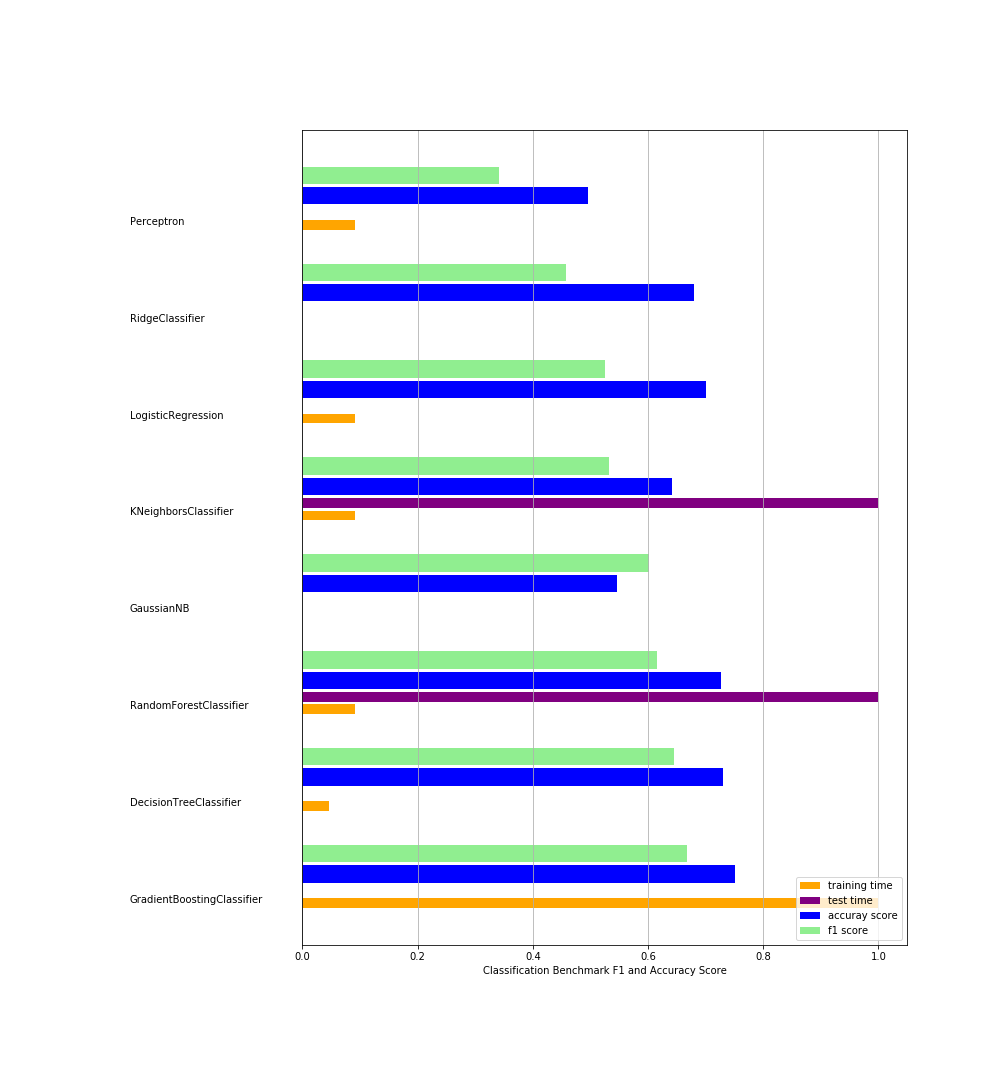 Perceptron
RidgeClassifier
LogisticRegression
KNeighborsClassifier
GaussianNB
RandomForestClassifier
DecisionTreeClassifier
GradientBoostingClassifier
training time
test time
accuray score
f1 score
0.0 0.2 0.4 0.6 0.8 1.0
Classification Benchmark F1 and Accuracy Score